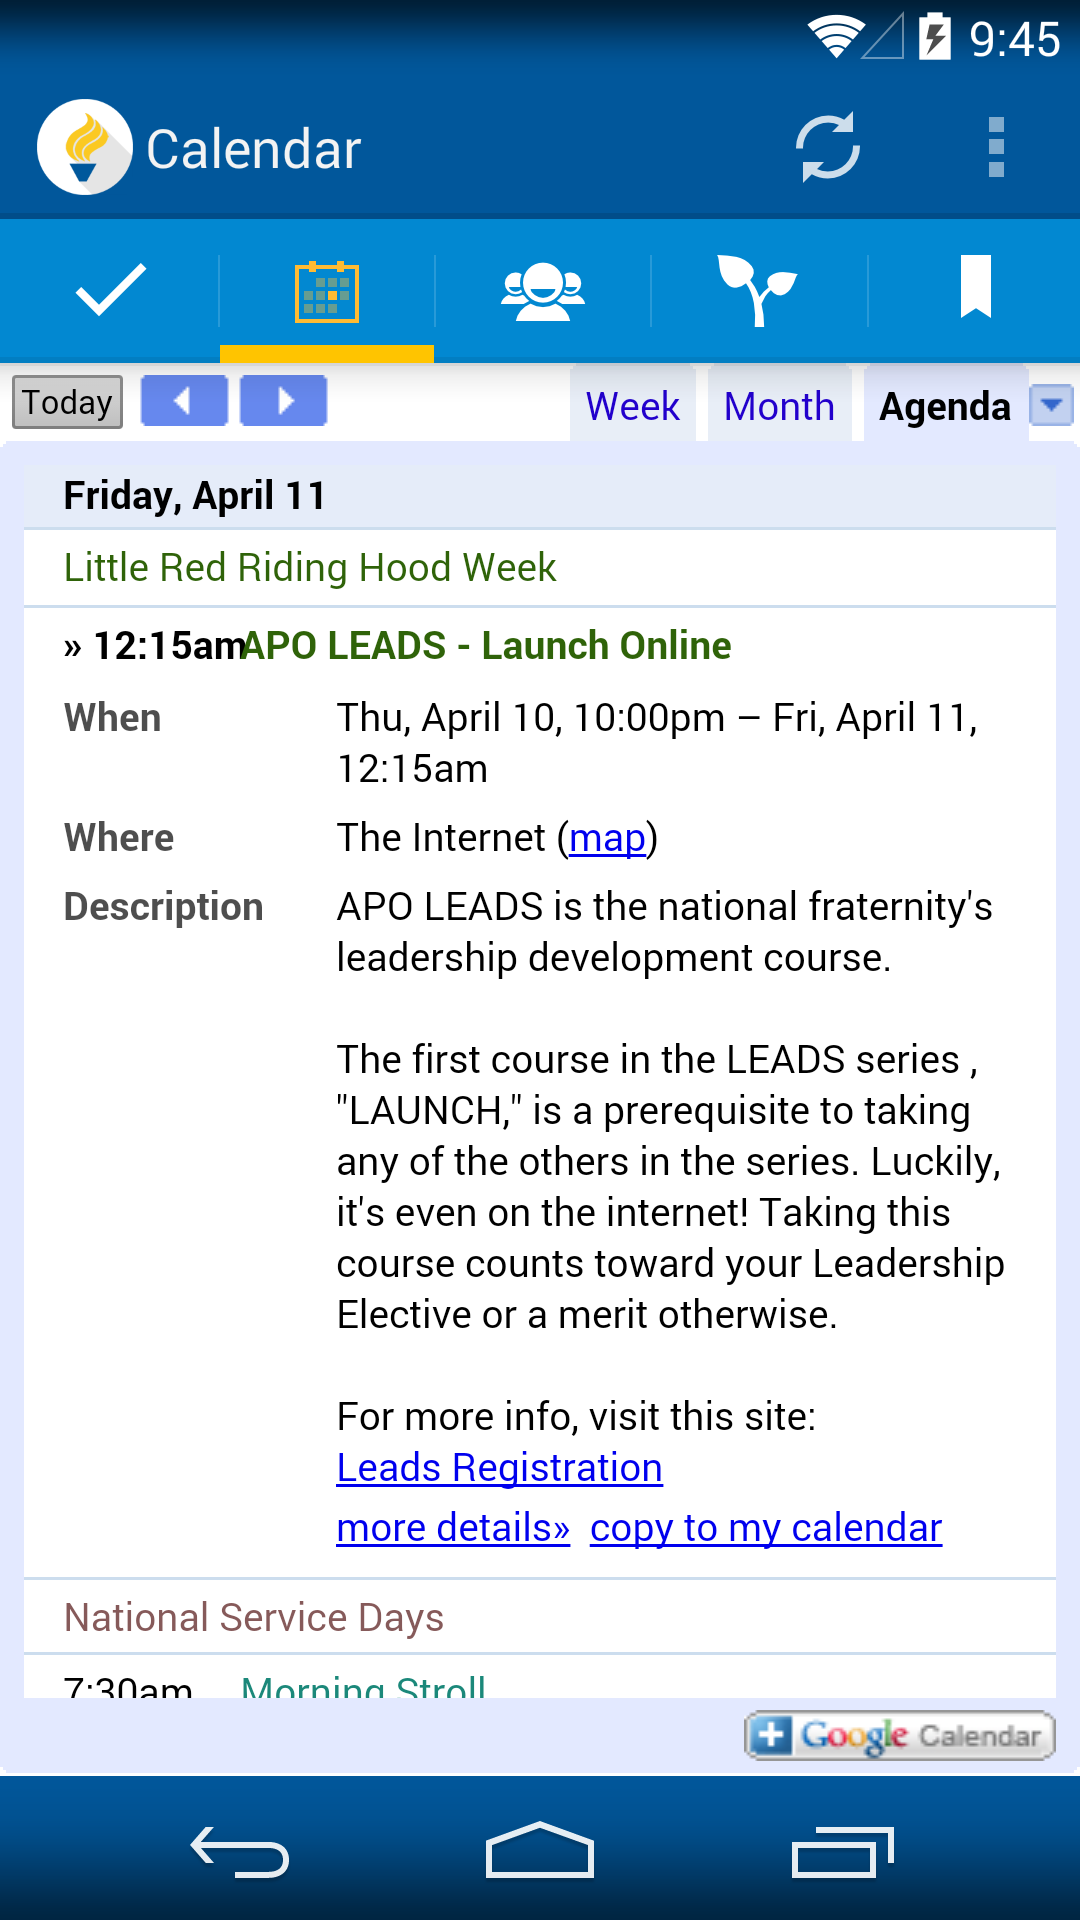 9:45
Calendar
Today
Week Month Agenda
Friday, April 11
Little Red Riding Hood Week
» 12:15am APO LEADS - Launch Online
When Thu, April 10, 10:00pm – Fri, April 11,
12:15am
Where The Internet (map)
Description APO LEADS is the national fraternity's
leadership development course.
The first course in the LEADS series ,
"LAUNCH," is a prerequisite to taking
any of the others in the series. Luckily,
it's even on the internet! Taking this
course counts toward your Leadership
Elective or a merit otherwise.
For more info, visit this site:
Leads Registration
more details» copy to my calendar
National Service Days
7:30am Morning Stroll
Google Calendar